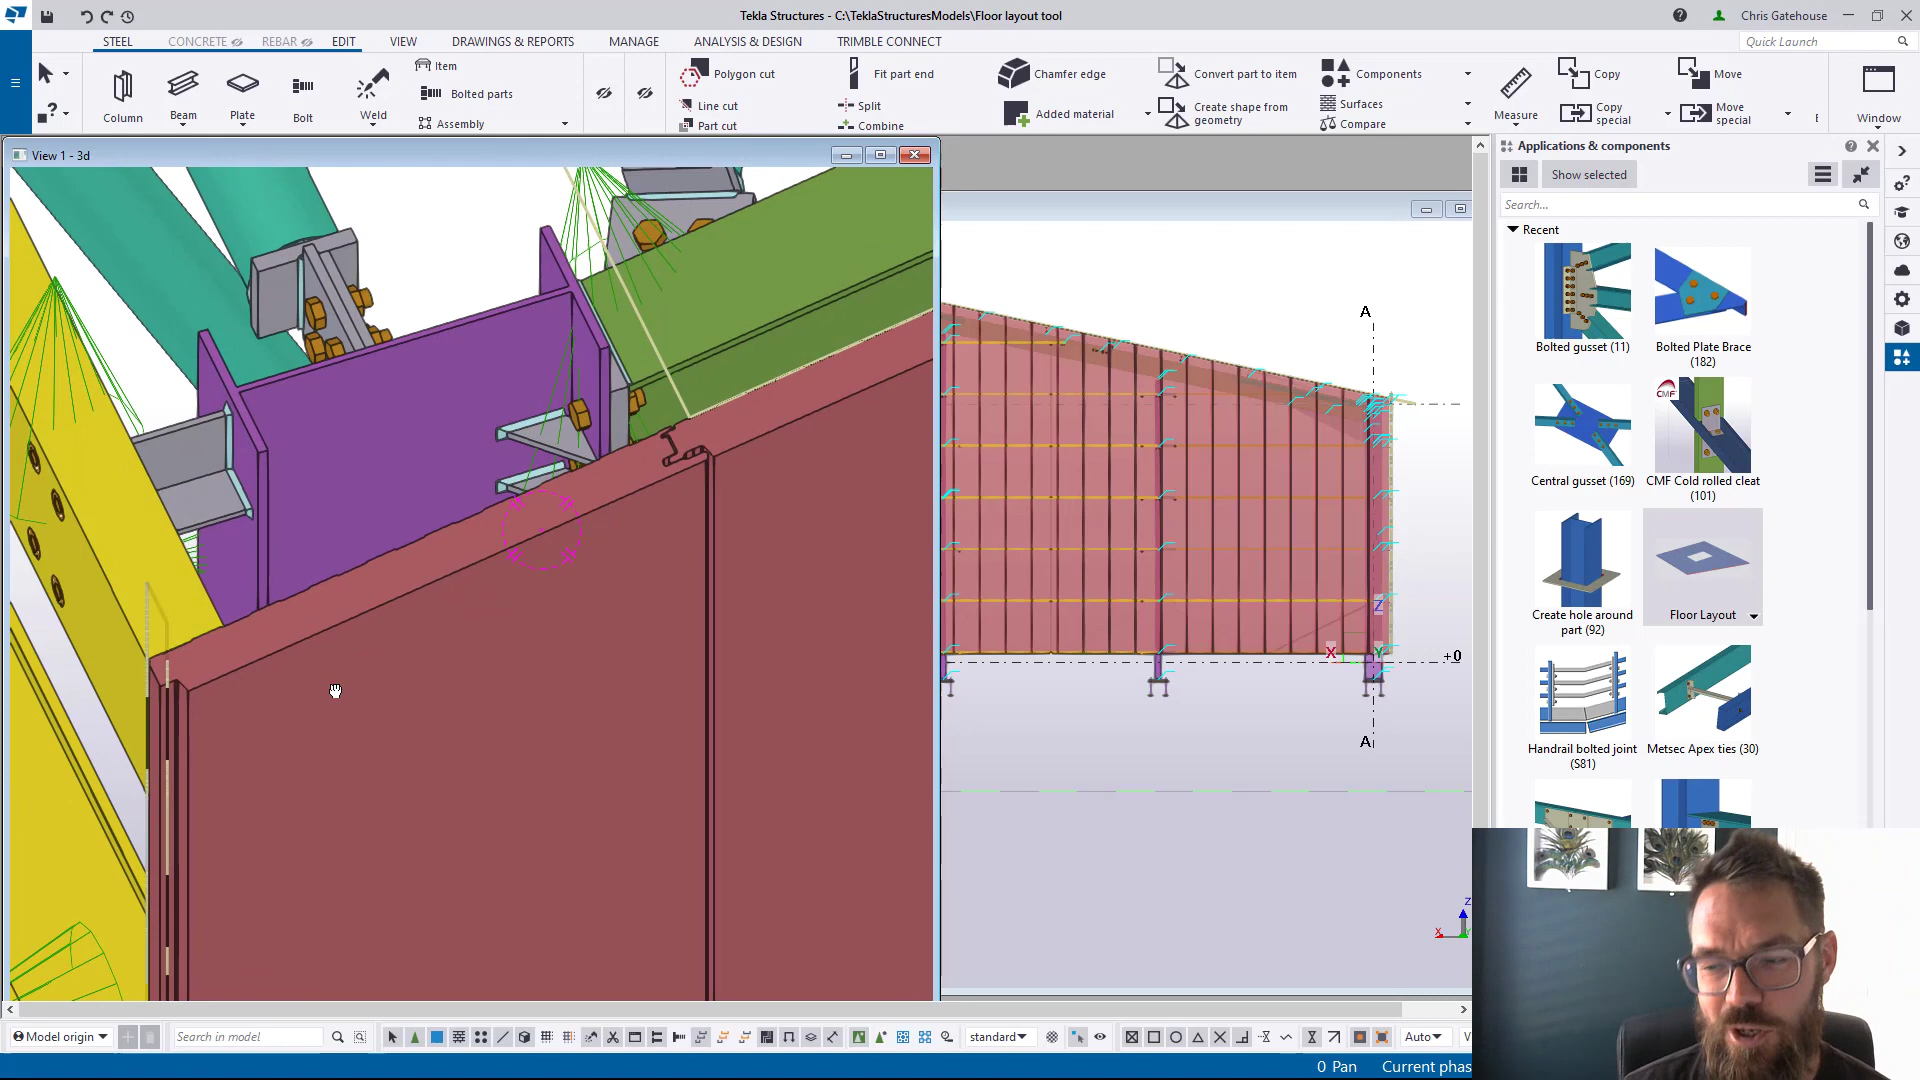 Tekla Structures - C:\TeklaStructuresModels\Floor layout tool
Chris Gatehouse
STEEL
CONCRETE
REBAR
EDIT
VIEW
DRAWINGS & REPORTS
MANAGE
ANALYSIS & DESIGN
TRIMBLE CONNECT
Quick Launch
Column
Beam
Plate
Bolt
Weld
Item
Bolted parts
Assembly
Polygon cut
Line cut
Part cut
Fit part end
Split
Combine
Chamfer edge
Added material
Convert part to item
Create shape from geometry
Components
Surfaces
Compare
Measure
Copy
Copy special
Move
Move special
Window
View 1 - 3d
Applications & components
Show selected
Search...
Recent
Bolted gusset (11)
Bolted Plate Brace (182)
Central gusset (169)
CMF
CMF Cold rolled cleat (101)
Create hole around part (92)
Floor Layout
Handrail bolted joint (S81)
Metsec Apex ties (30)
A
Z
X
Y
+0
A
Z
X
Model origin
Search in model
standard
Auto
V
0
Pan
Current phas